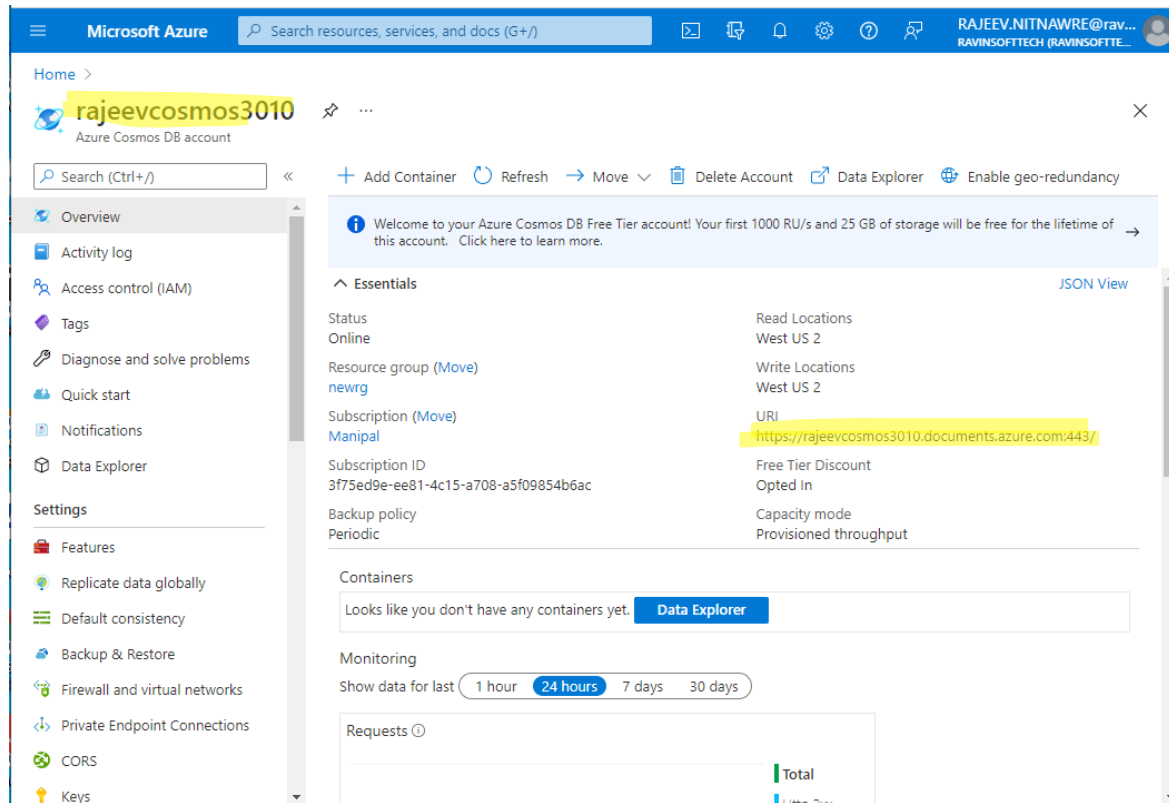 Microsoft Azure
Search resources, services, and docs (G+/)
RAJEEV.NITNAWRE@rav...
RAVINSOFTTECH (RAVINSOFTTE...
Home >
rajeevcosmos3010
...
Azure Cosmos DB account
Search (Ctrl+/)
«
Add Container
Refresh
Move
Delete Account
Data Explorer
Enable geo-redundancy
Overview
Activity log
Access control (IAM)
Tags
Diagnose and solve problems
Quick start
Notifications
Data Explorer
Settings
Features
Replicate data globally
Default consistency
Backup & Restore
Firewall and virtual networks
Private Endpoint Connections
CORS
Keys
Welcome to your Azure Cosmos DB Free Tier account! Your first 1000 RU/s and 25 GB of storage will be free for the lifetime of
this account. Click here to learn more.
Essentials
JSON View
Status
Online
Resource group (Move)
newrg
Subscription (Move)
Manipal
Subscription ID
3f75ed9e-ee81-4c15-a708-a5f09854b6ac
Backup policy
Periodic
Read Locations
West US 2
Write Locations
West US 2
URI
https://rajeevcosmos3010.documents.azure.com:443/
Free Tier Discount
Opted In
Capacity mode
Provisioned throughput
Containers
Looks like you don't have any containers yet.
Data Explorer
Monitoring
Show data for last
1 hour
24 hours
7 days
30 days
Requests
Total